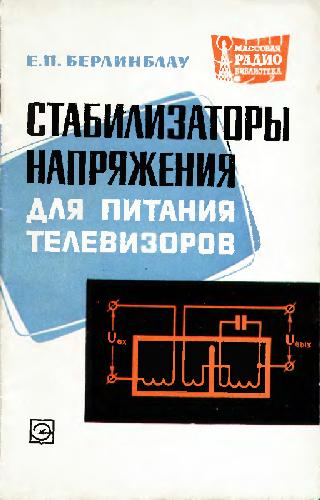 Е.П. БЕРЛИНБЛАУ
МАССОВАЯ
РАДИО
БИБЛИОТЕКА
СТАБИЛИЗАТОРЫ
НАПРЯЖЕНИЯ
ДЛЯ ПИТАНИЯ
ТЕЛЕВИЗОРОВ
Uвх
Uвых